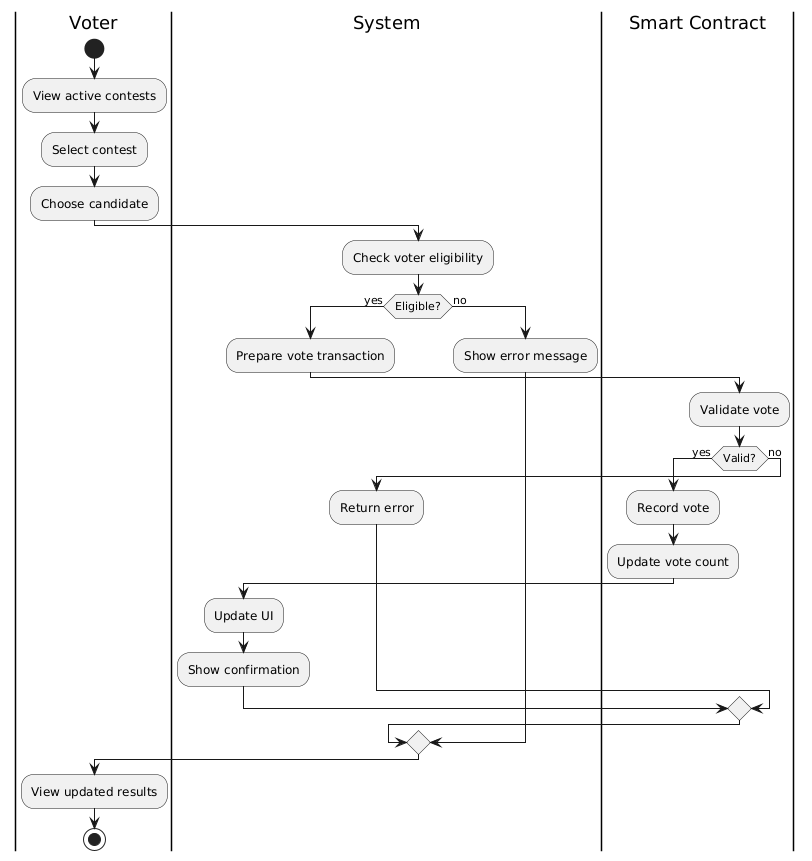 Voter
System
Smart Contract
View active contests
Select contest
Choose candidate
Check voter eligibility
yes
Eligible?
no
Prepare vote transaction
Show error message
Validate vote
yes
Valid?
no
Return error
Record vote
Update vote count
Update UI
Show confirmation
View updated results